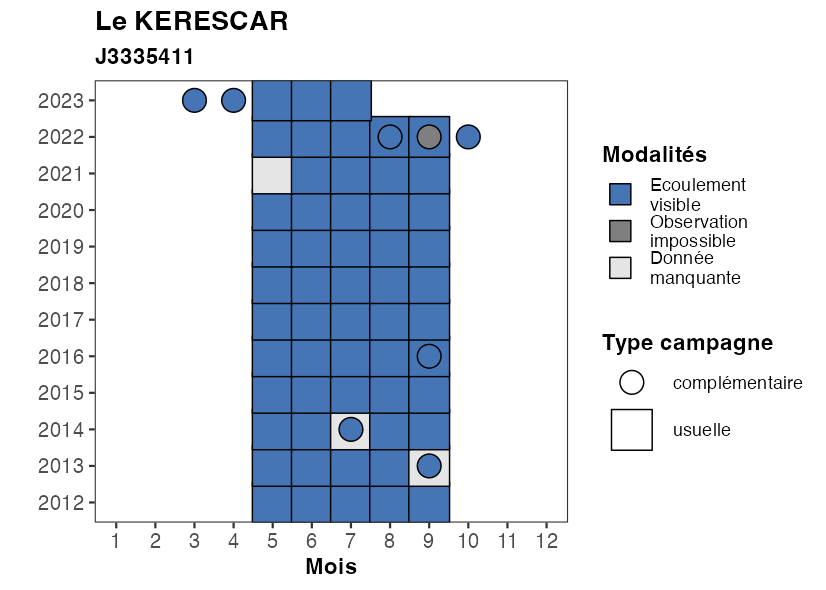 Le KERESCAR
J3335411
2023
2022
2021
2020
2019
2018
2017
2016
2015
2014
2013
2012
1 2 3 4 5 6 7 8 9 10 11 12
Mois
Modalités
Ecoulement
visible
Observation
impossible
Donnée
manquante
Type campagne
complémentaire
usuelle